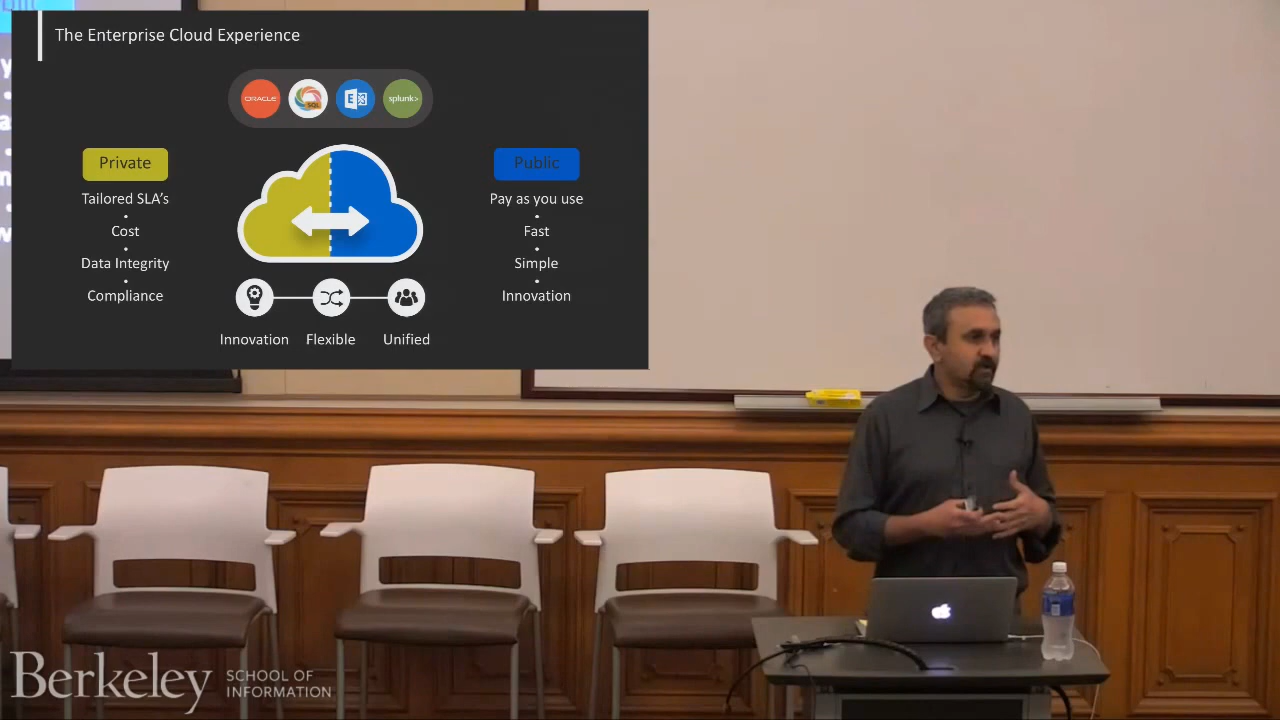 The Enterprise Cloud Experience
ORACLE
SQL
E
splunk>
Private
Public
Tailored SLA's
Pay as you use
Cost
Fast
Data Integrity
Simple
Compliance
Innovation
Innovation Flexible Unified
Berkeley
SCHOOL OF
INFORMATION